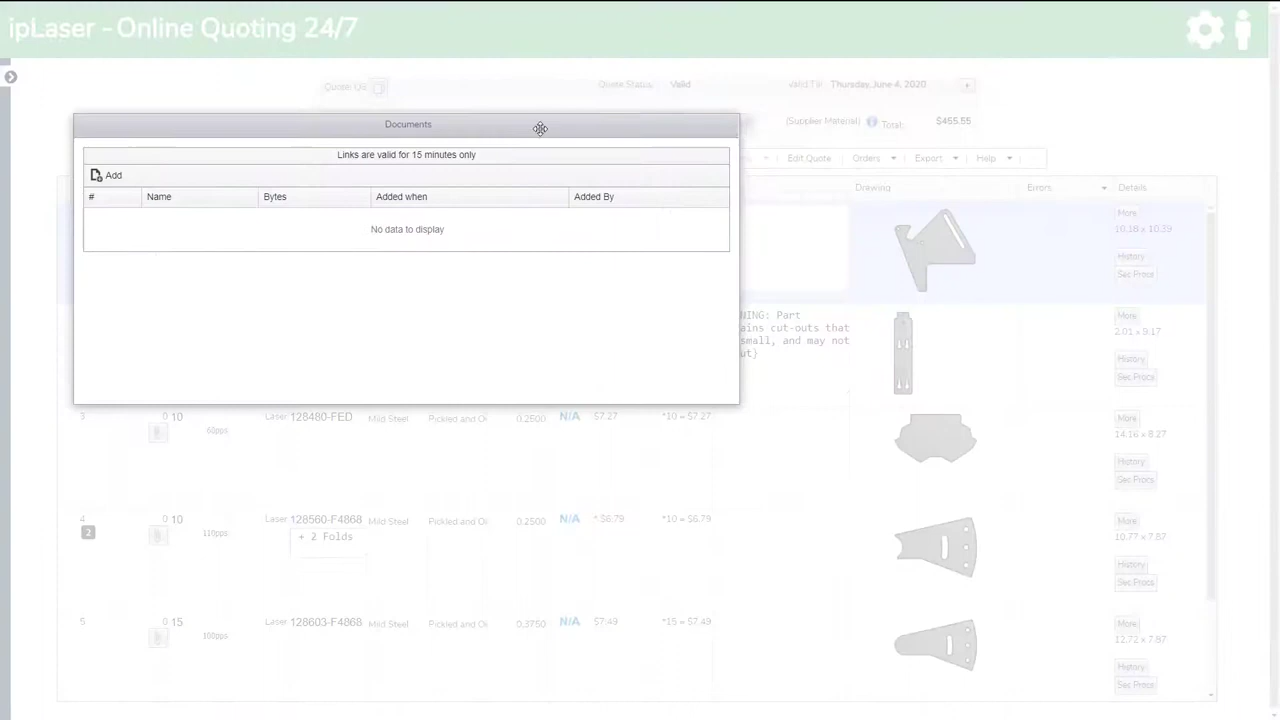 ipLaser - Online Quoting 24/7
Quote: Q8
Quote Status: Valid
Valid Till: Thursday, June 4, 2020
+
(Supplier Material) Total: $455.55
Edit Quote Orders Export Help
Drawing Errors Details
Documents
Links are valid for 15 minutes only
Add
# Name Bytes Added when Added By
No data to display
More
10.18 x 10.39
History
Sec Procs
NING: Part
ains cut-outs that
small, and may not
ut}
More
2.01 x 9.17
History
Sec Procs
3 0 10 Laser 128480-FED Mild Steel Pickled and Oi 0.2500 N/A $7.27 *10 = $7.27
60pps
More
14.16 x 8.27
History
Sec Procs
4 0 10 Laser 128560-F4868 Mild Steel Pickled and Oi 0.2500 N/A * $6.79 *10 = $6.79
2 110pps + 2 Folds
More
10.77 x 7.87
History
Sec Procs
5 0 15 Laser 128603-F4868 Mild Steel Pickled and Oi 0.3750 N/A $7.49 *15 = $7.49
100pps
More
12.72 x 7.87
History
Sec Procs